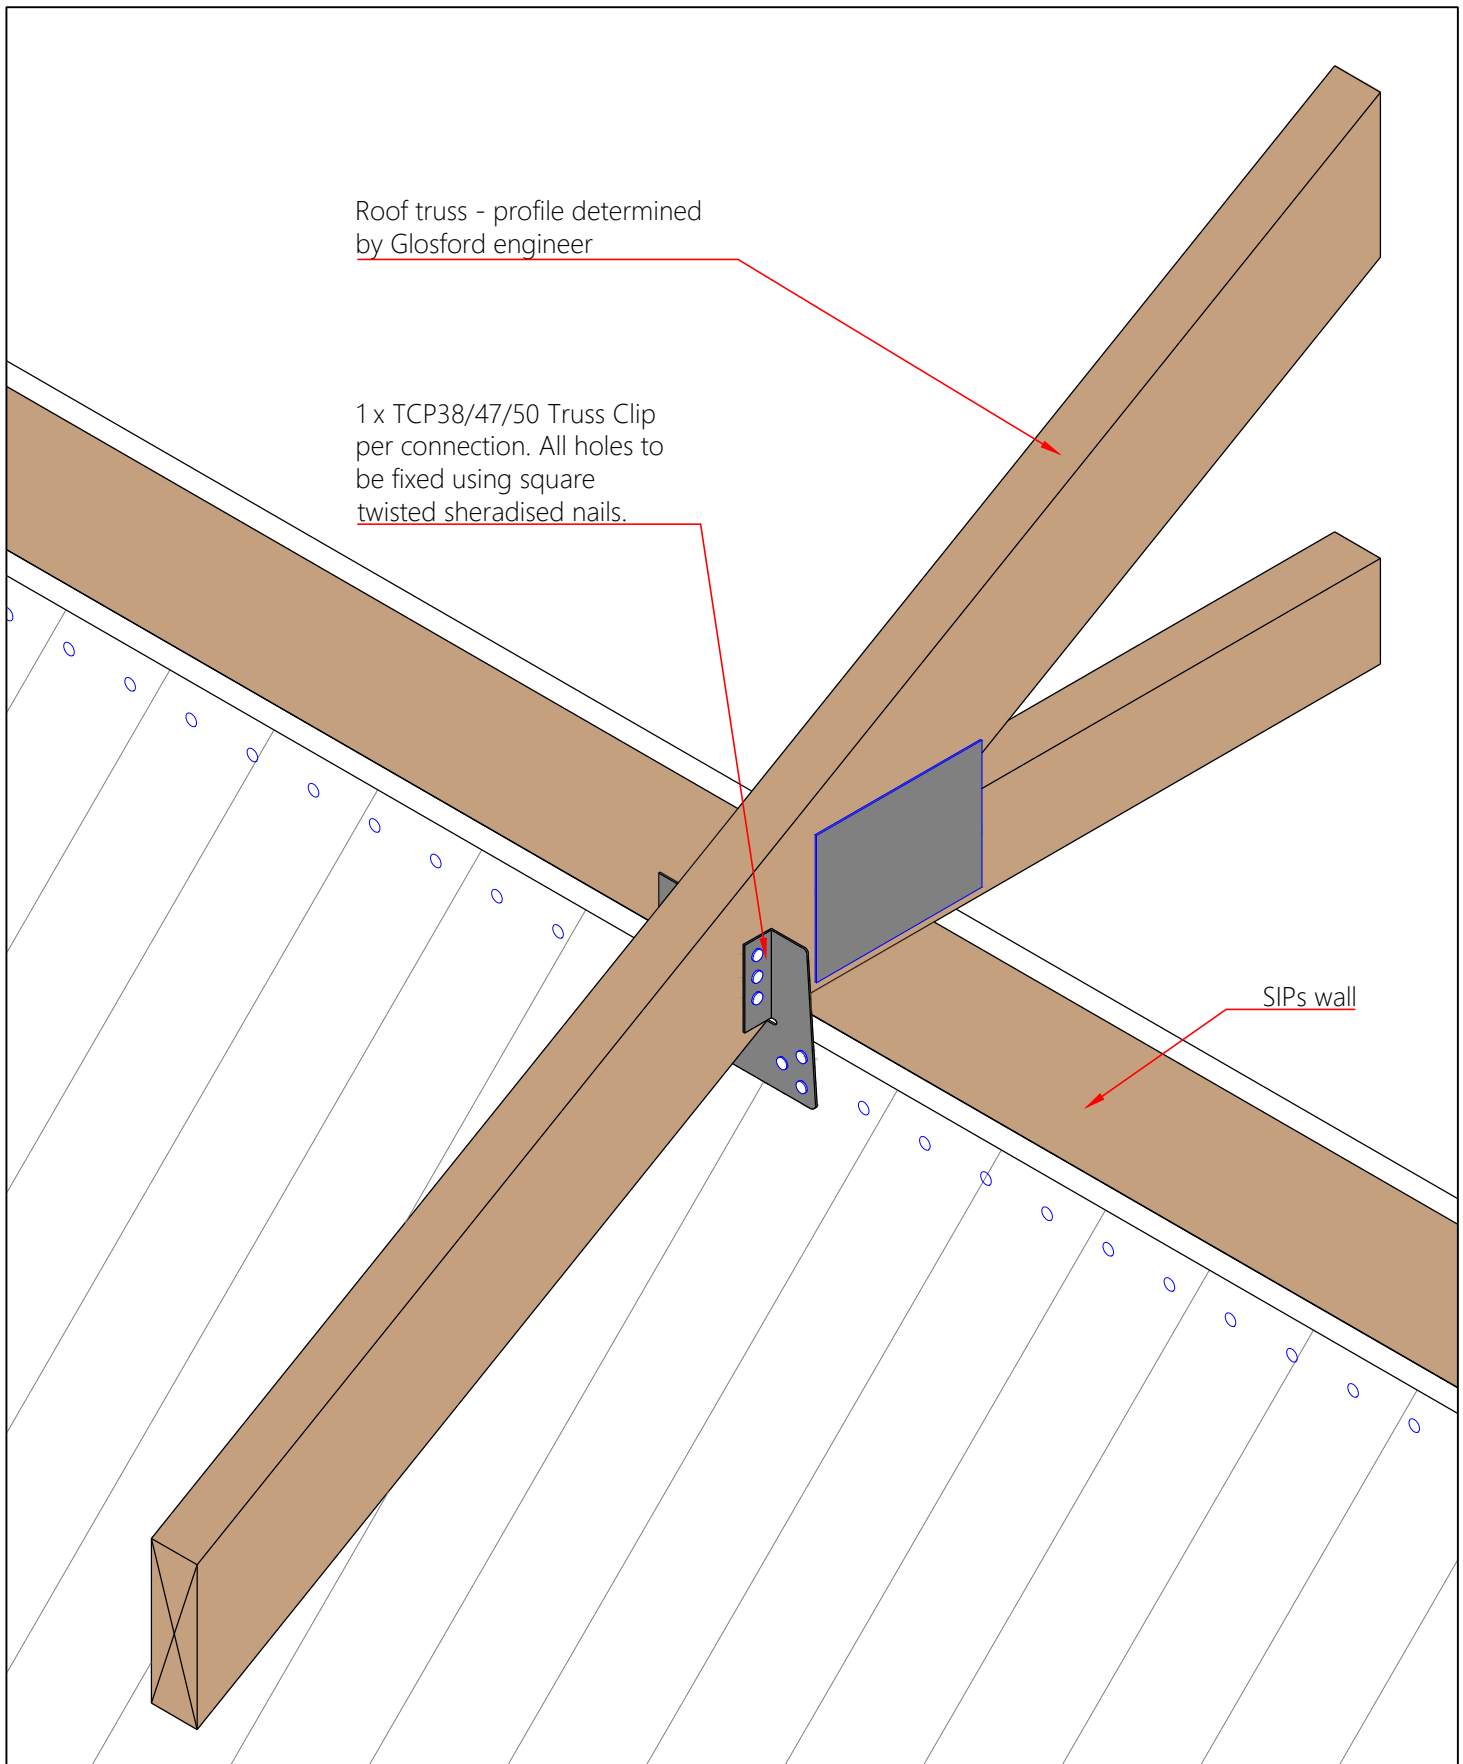 Roof truss - profile determined
by Glosford engineer
1 x TCP38/47/50 Truss Clip
per connection. All holes to
be fixed using square
twisted sheradised nails.
SIPs wall